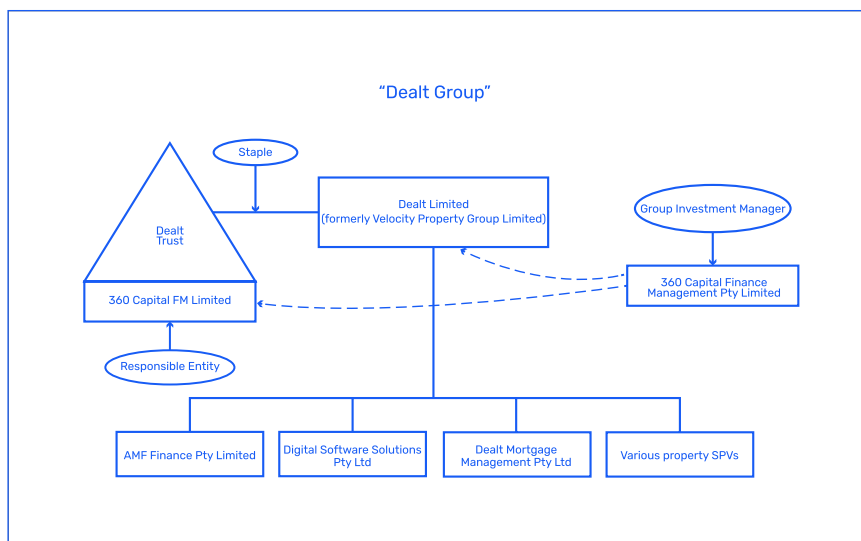 “Dealt Group”
Staple
Dealt Limited
(formerly Velocity Property Group Limited)
Group Investment Manager
Dealt
Trust
360 Capital FM Limited
360 Capital Finance
Management Pty Limited
Responsible Entity
AMF Finance Pty Limited
Digital Software Solutions
Pty Ltd
Dealt Mortgage
Management Pty Ltd
Various property SPVs